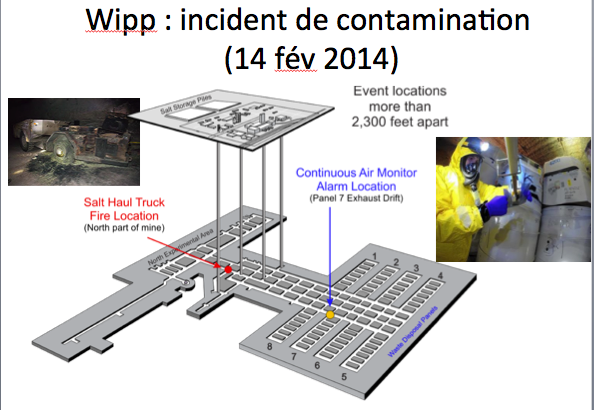 Wipp : incident de contamination
(14 fév 2014)
Salt Storage Piles
Event locations
more than
2,300 feet apart
Continuous Air Monitor
Alarm Location
(Panel 7 Exhaust Drift)
Salt Haul Truck
Fire Location
(North part of mine)
North Experimental Area
1
2
3
4
Waste Disposal Panels
8
7
6
5